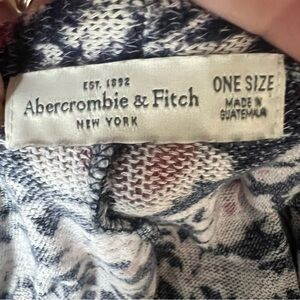 EST. 1892
Abercrombie & Fitch
NEW YORK
ONE SIZE
MADE IN
GUATEMALA